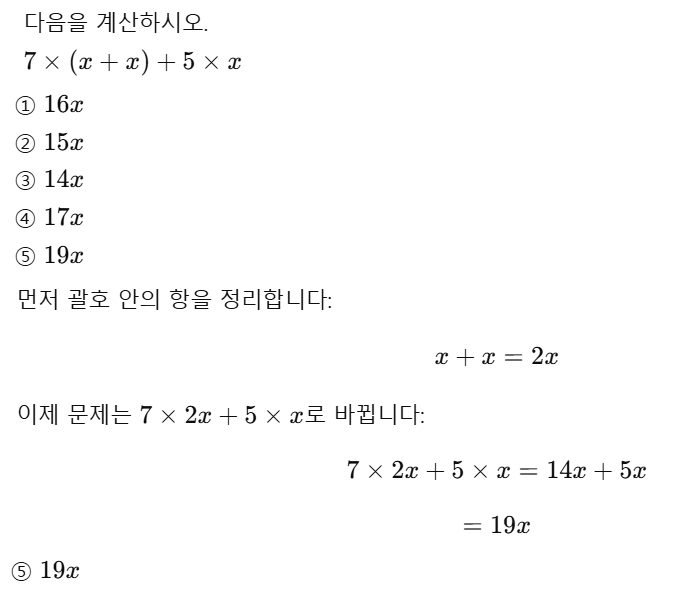 다음을 계산하시오.
7 × (x + x) + 5 × x
① 16x
② 15x
③ 14x
④ 17x
⑤ 19x
먼저 괄호 안의 항을 정리합니다:
x + x = 2x
이제 문제는 7 × 2x + 5 × x로 바뀝니다:
7 × 2x + 5 × x = 14x + 5x
= 19x
⑤ 19x